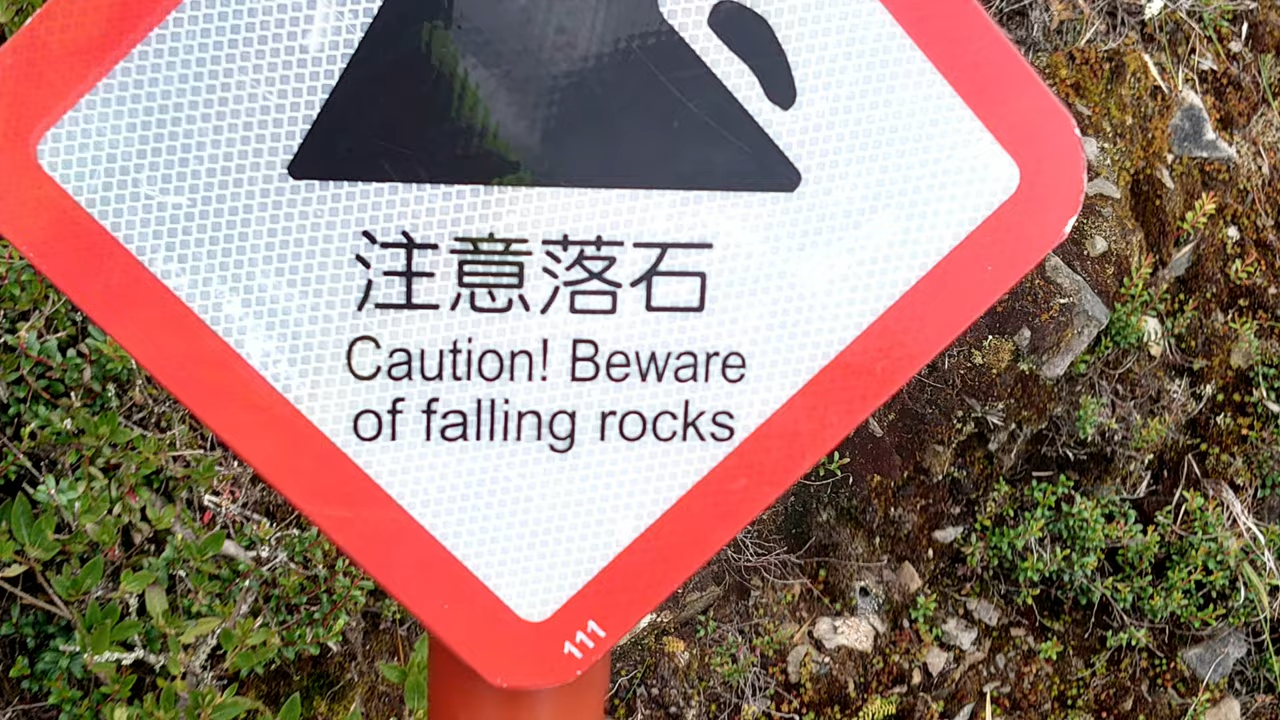 注意落石
Caution! Beware
of falling rocks
111